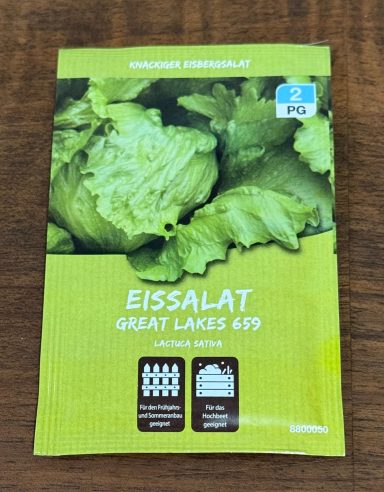 KNACKIGER EISBERGSALAT
2
PG
EISSALAT
GREAT LAKES 659
LACTUCA SATIVA
Für den Frühjahrs-
und Sommeranbau
geeignet
Für das
Hochbeet
geeignet
8800050